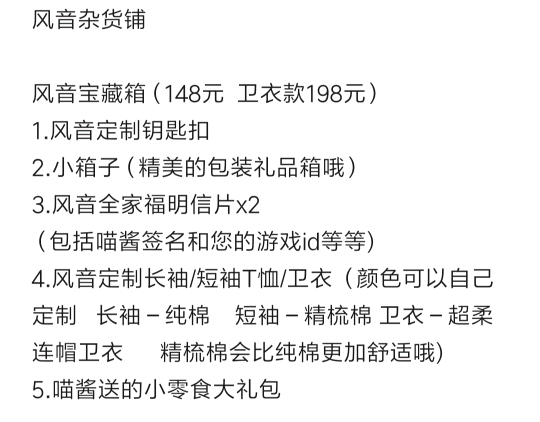 风音杂货铺
风音宝藏箱（148元  卫衣款198元）
1.风音定制钥匙扣
2.小箱子（精美的包装礼品箱哦）
3.风音全家福明信片x2
（包括喵酱签名和您的游戏id等等)
4.风音定制长袖/短袖T恤/卫衣（颜色可以自己
定制   长袖－纯棉    短袖－精梳棉 卫衣－超柔
连帽卫衣      精梳棉会比纯棉更加舒适哦)
5.喵酱送的小零食大礼包